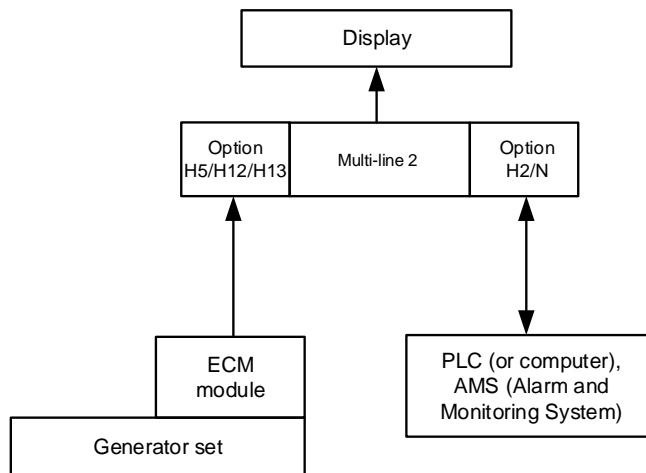 Display
Option
H5/H12/H13
Multi-line 2
Option
H2/N
ECM
module
Generator set
PLC (or computer),
AMS (Alarm and
Monitoring System)